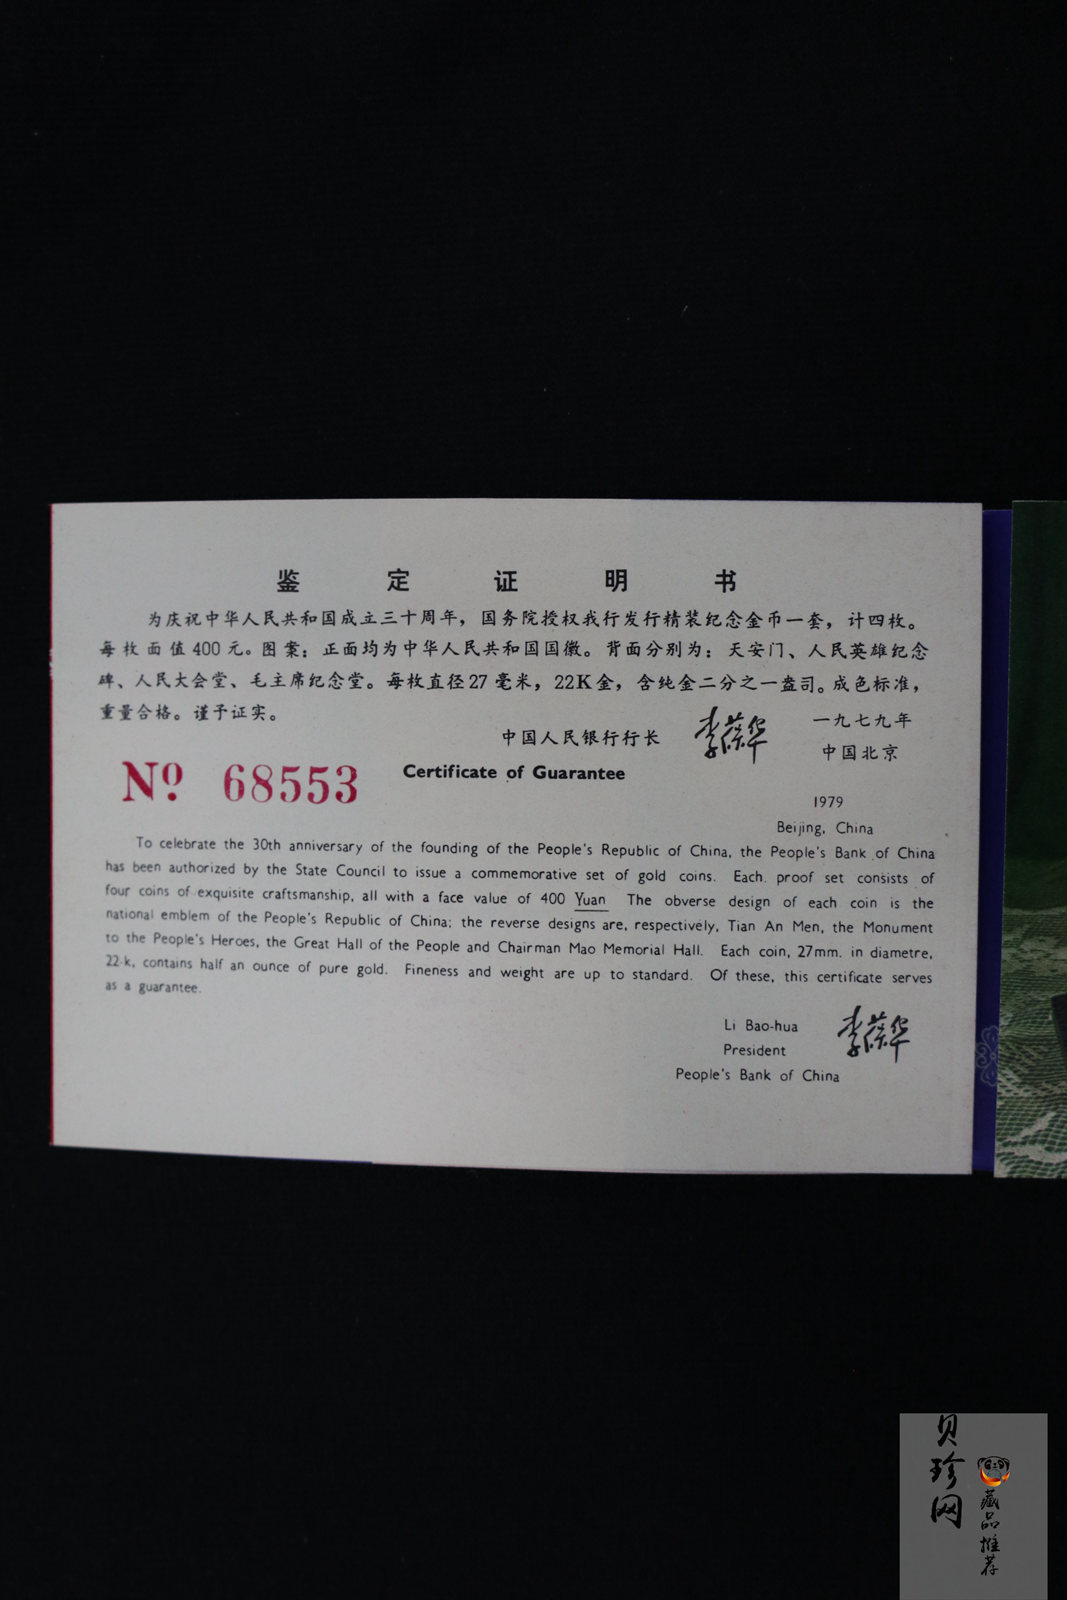 鉴定证明书
为庆祝中华人民共和国成立三十周年，国务院授权我行发行精装纪念金币一套，计四枚。
每枚面值400元。图案：正面均为中华人民共和国国徽。背面分别为：天安门、人民英雄纪念
碑、人民大会堂、毛主席纪念堂。每枚直径27毫米，22K金，含纯金二分之一盎司。成色标准，
重量合格。谨予证实。
中国人民银行行长 李葆华 一九七九年
中国北京
Nº 68553
Certificate of Guarantee
1979
Beijing, China
To celebrate the 30th anniversary of the founding of the People's Republic of China, the People's Bank of China
has been authorized by the State Council to issue a commemorative set of gold coins. Each proof set consists of
four coins of exquisite craftsmanship, all with a face value of 400 Yuan The obverse design of each coin is the
national emblem of the People's Republic of China; the reverse designs are, respectively, Tian An Men, the Monument
to the People's Heroes, the Great Hall of the People and Chairman Mao Memorial Hall. Each coin, 27mm. in diametre,
22-k, contains half an ounce of pure gold. Fineness and weight are up to standard. Of these, this certificate serves
as a guarantee.
Li Bao-hua 李葆华
President
People's Bank of China
贝珍网
藏品推荐